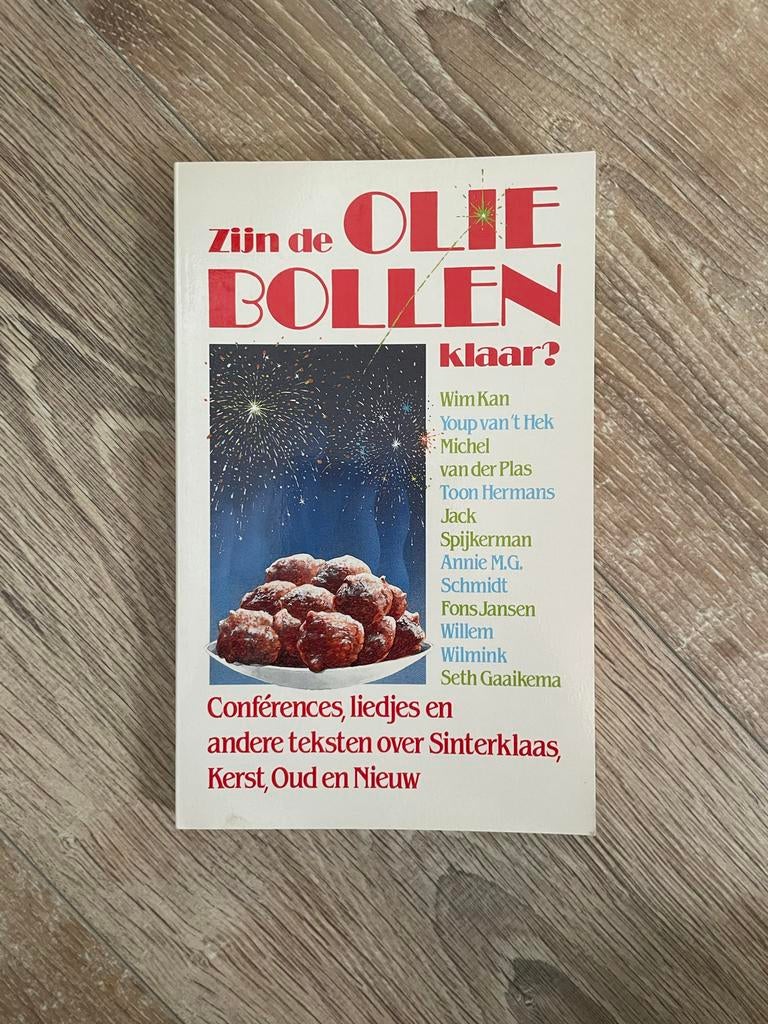 Zijn de OLIE
BOLLEN
klaar?
Wim Kan
Youp van 't Hek
Michel
van der Plas
Toon Hermans
Jack
Spijkerman
Annie M.G.
Schmidt
Fons Jansen
Willem
Wilmink
Seth Gaaikema
Conférences, liedjes en
andere teksten over Sinterklaas,
Kerst, Oud en Nieuw